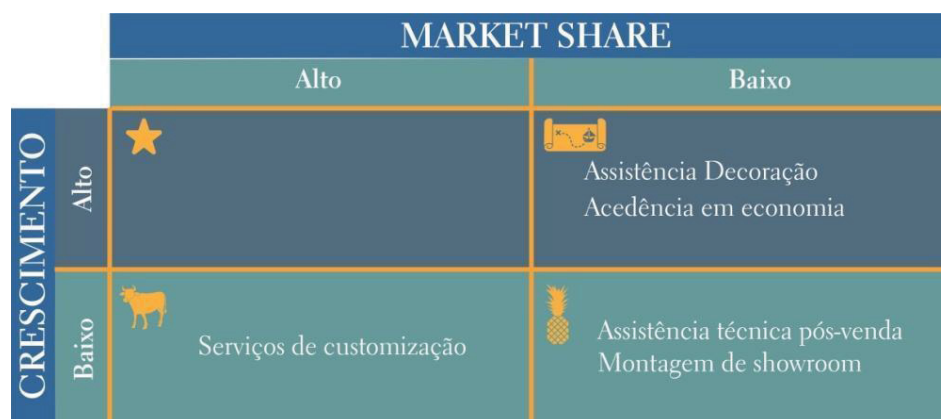 MARKET SHARE
Alto
Baixo
CRESCIMENTO
Alto
Assistência Decoração
Acedência em economia
Baixo
Serviços de customização
Assistência técnica pós-venda
Montagem de showroom